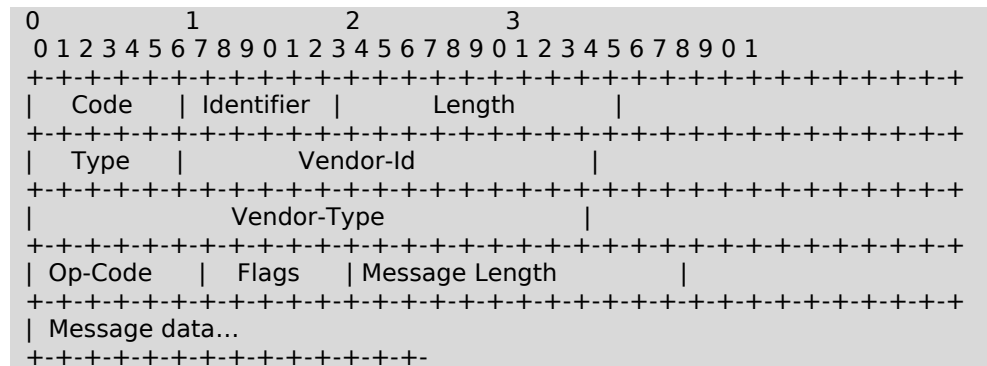 0 1 2 3
0 1 2 3 4 5 6 7 8 9 0 1 2 3 4 5 6 7 8 9 0 1 2 3 4 5 6 7 8 9 0 1
+-+-+-+-+-+-+-+-+-+-+-+-+-+-+-+-+-+-+-+-+-+-+-+-+-+-+-+-+-+-+-+-+
| Code | Identifier | Length |
+-+-+-+-+-+-+-+-+-+-+-+-+-+-+-+-+-+-+-+-+-+-+-+-+-+-+-+-+-+-+-+-+
| Type | Vendor-Id |
+-+-+-+-+-+-+-+-+-+-+-+-+-+-+-+-+-+-+-+-+-+-+-+-+-+-+-+-+-+-+-+-+
| Vendor-Type |
+-+-+-+-+-+-+-+-+-+-+-+-+-+-+-+-+-+-+-+-+-+-+-+-+-+-+-+-+-+-+-+-+
| Op-Code | Flags | Message Length |
+-+-+-+-+-+-+-+-+-+-+-+-+-+-+-+-+-+-+-+-+-+-+-+-+-+-+-+-+-+-+-+-+
| Message data...
+-+-+-+-+-+-+-+-+-+-+-+-+-+-